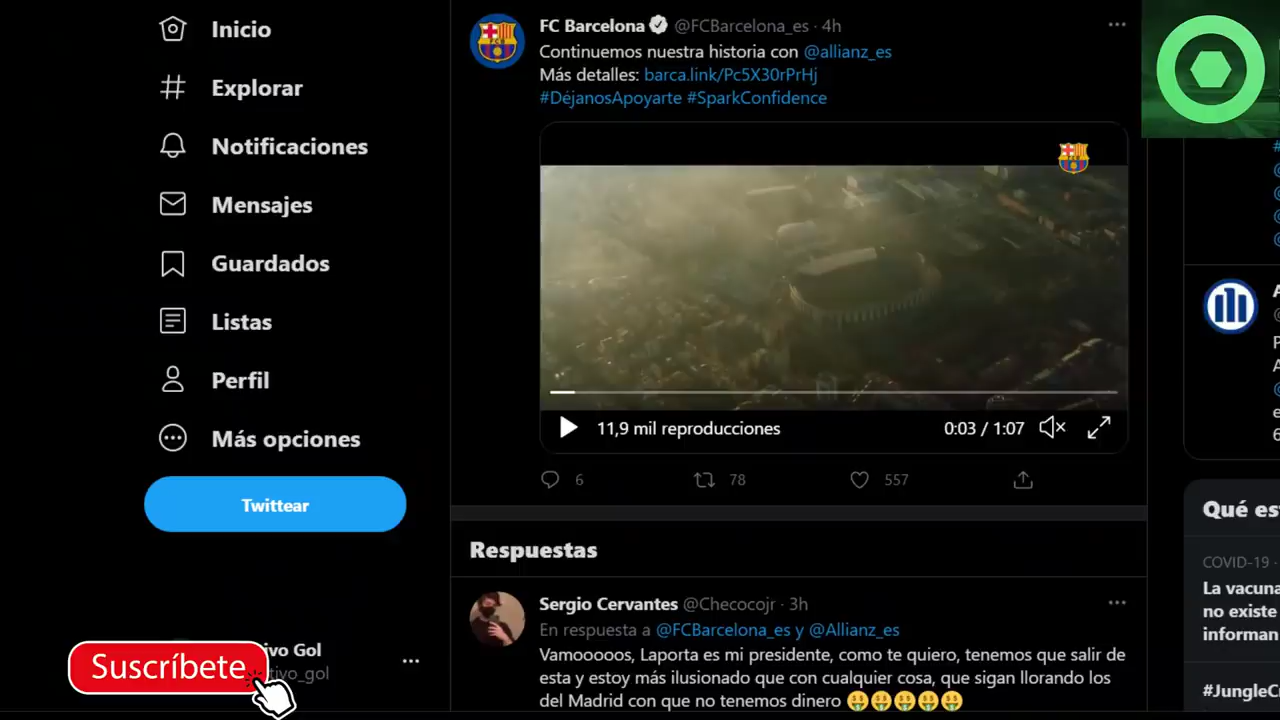 Inicio
Explorar
Notificaciones
Mensajes
Guardados
Listas
Perfil
Más opciones
Twittear
ivo Gol
tivo_gol
Suscríbete
FC Barcelona @FCBarcelona_es · 4h
Continuemos nuestra historia con @allianz_es
Más detalles: barca.link/Pc5X30rPrHj
#DéjanosApoyarte #SparkConfidence
11,9 mil reproducciones
0:03 / 1:07
6
78
557
Respuestas
Sergio Cervantes @Checocojr · 3h
En respuesta a @FCBarcelona_es y @Allianz_es
Vamooooos, Laporta es mi presidente, como te quiero, tenemos que salir de
esta y estoy más ilusionado que con cualquier cosa, que sigan llorando los
del Madrid con que no tenemos dinero
Qué es
COVID-19 ·
La vacuna
no existe
informan
#JungleC